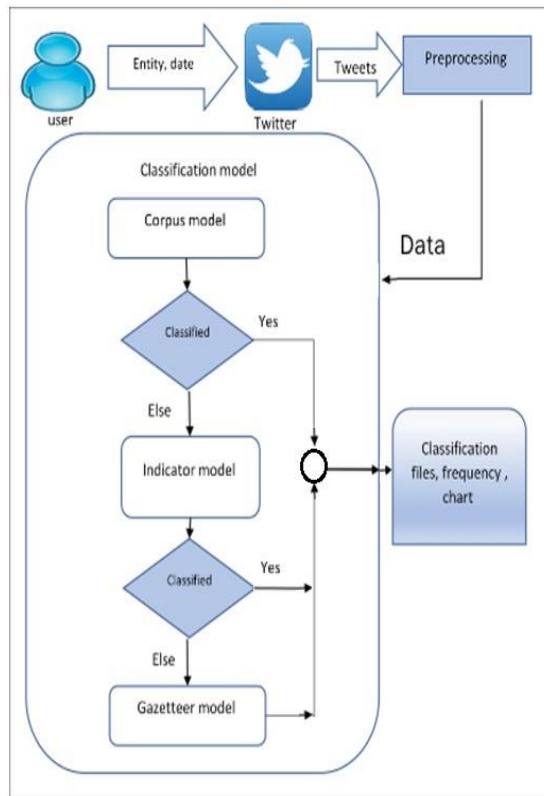 Entity, date
Tweets
Preprocessing
user
Twitter
Classification model
Corpus model
Data
Classified
Yes
Else
Indicator model
Classification
files, frequency ,
chart
Classified
Yes
Else
Gazetteer model